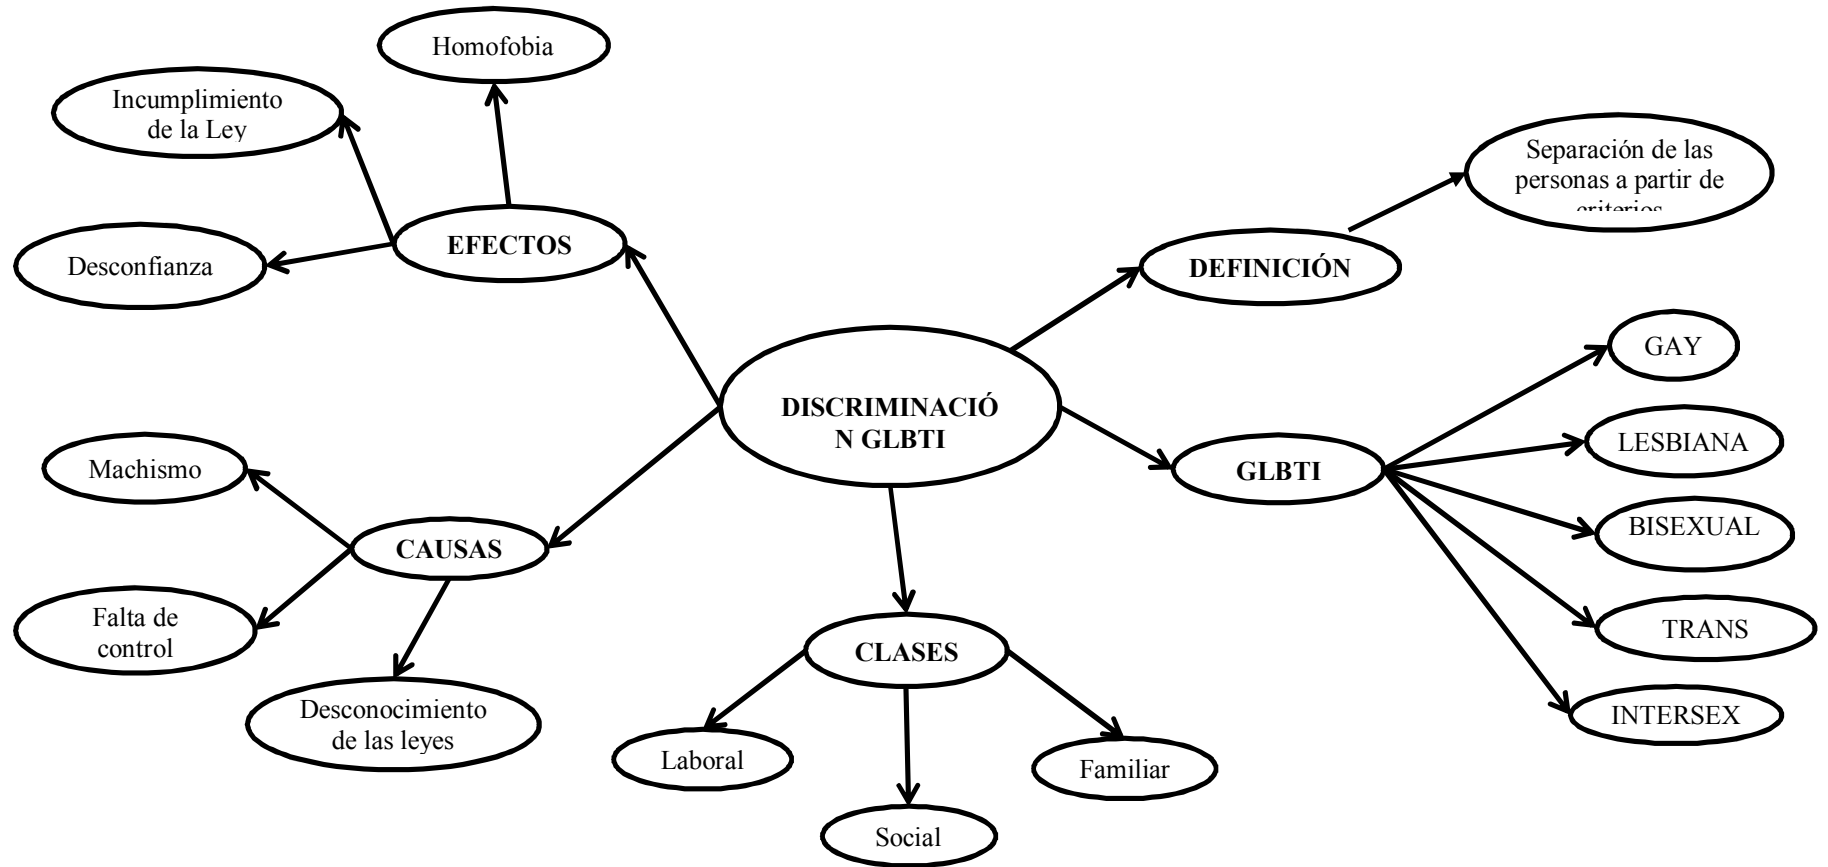 Homofobia
Incumplimiento
de la Ley
Desconfianza
EFECTOS
Separación de las
personas a partir de
criterios
DEFINICIÓN
DISCRIMINACIÓ
N GLBTI
GLBTI
GAY
LESBIANA
BISEXUAL
TRANS
INTERSEX
Machismo
CAUSAS
Falta de
control
Desconocimiento
de las leyes
CLASES
Laboral
Social
Familiar